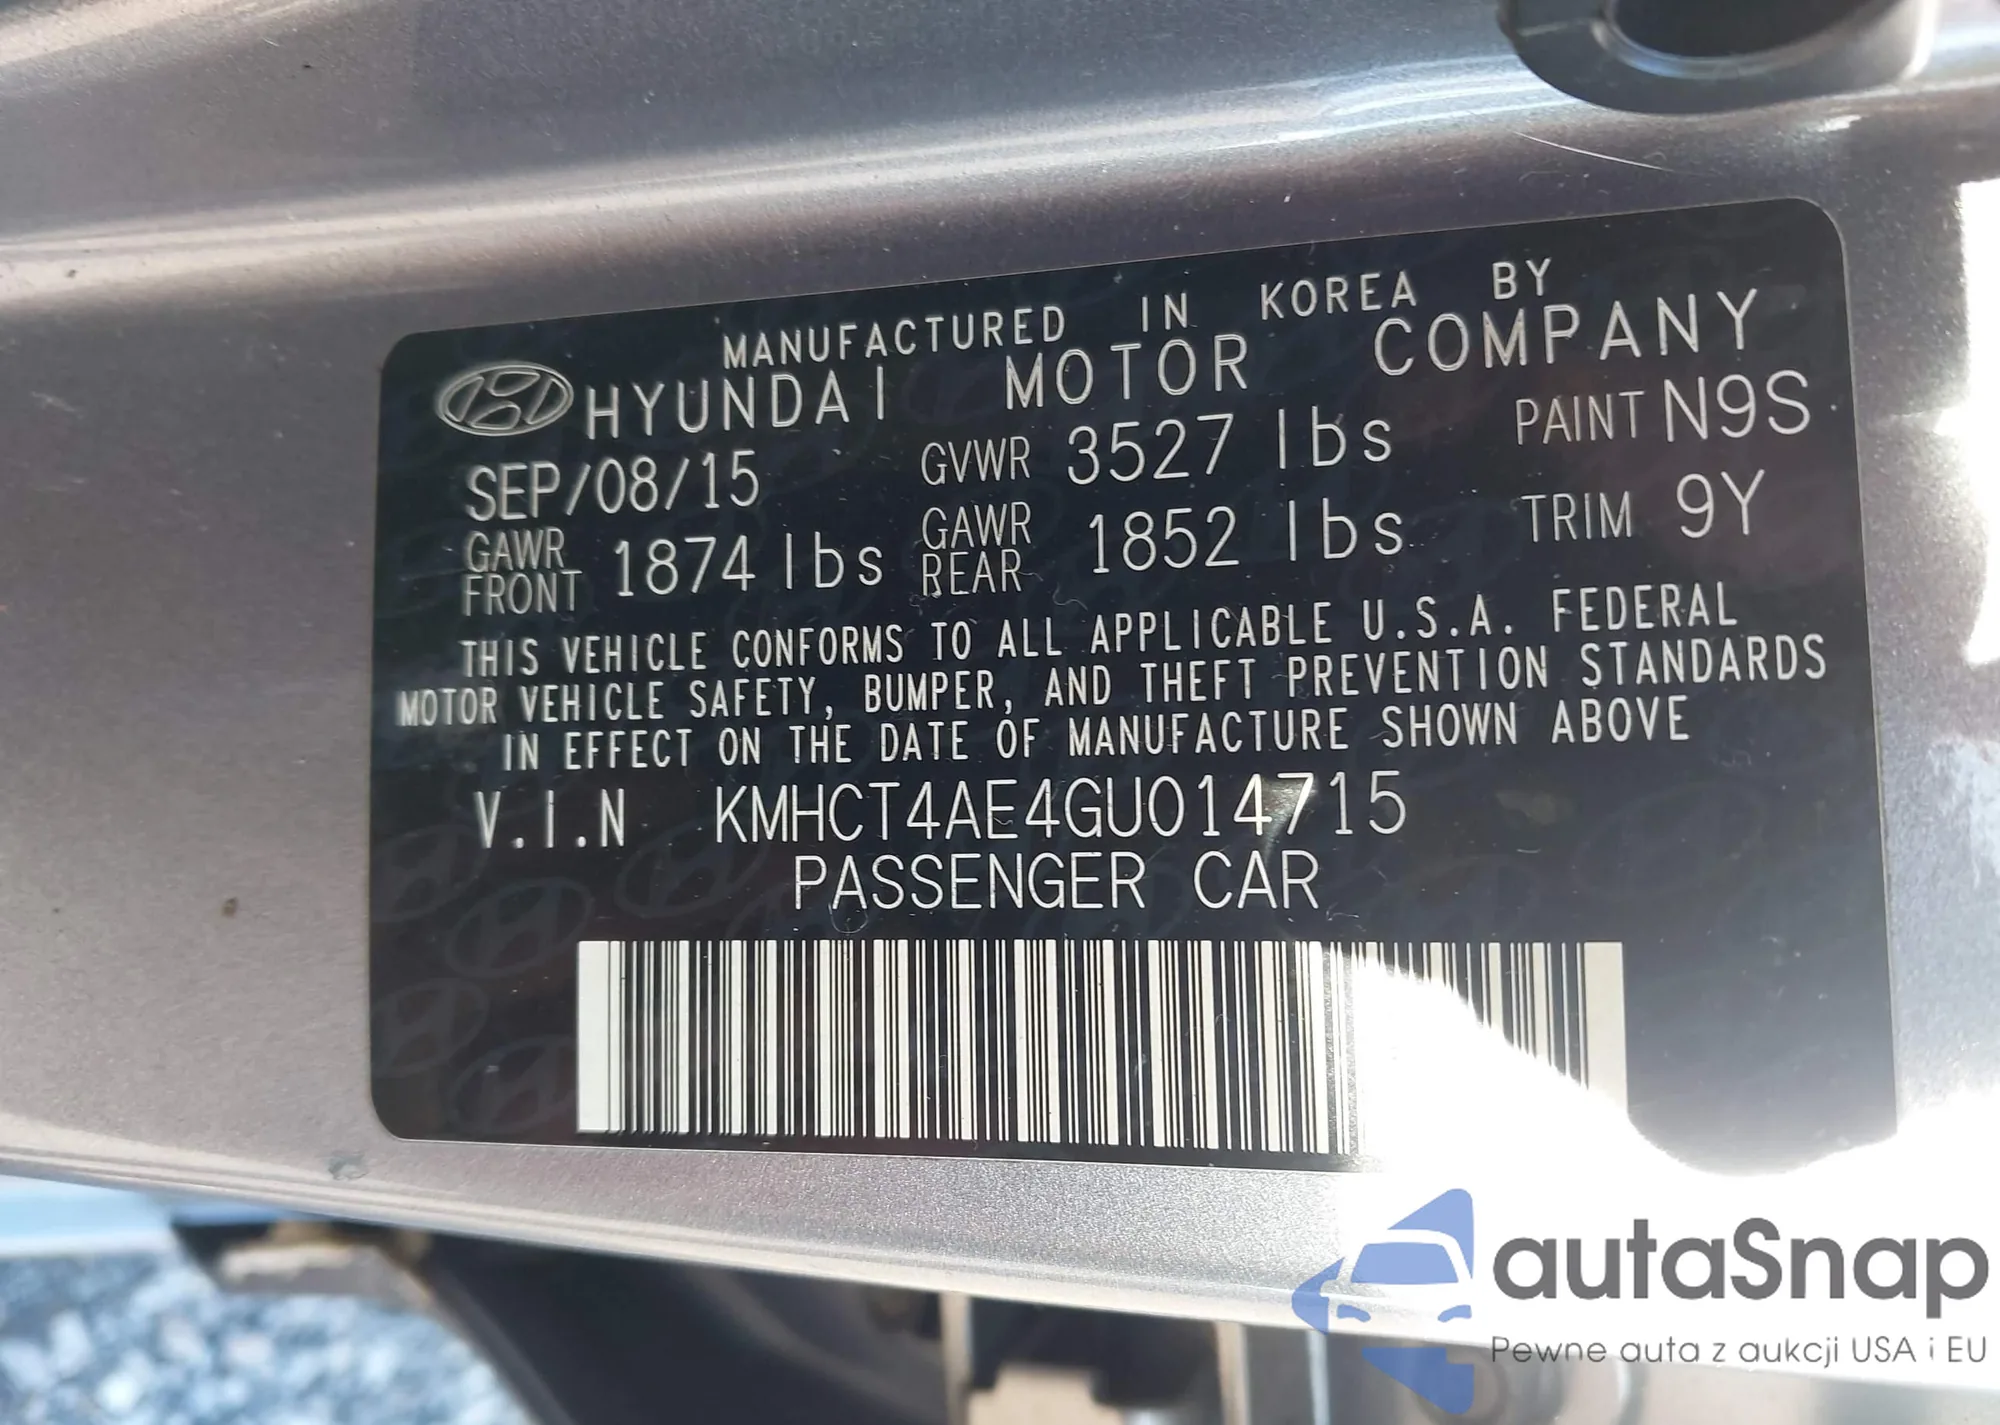 MANUFACTURED IN KOREA BY
HYUNDAI MOTOR COMPANY
SEP/08/15 GVWR 3527 lbs PAINT N9S
GAWR FRONT 1874 lbs GAWR REAR 1852 lbs TRIM 9Y
THIS VEHICLE CONFORMS TO ALL APPLICABLE U.S.A. FEDERAL
MOTOR VEHICLE SAFETY, BUMPER, AND THEFT PREVENTION STANDARDS
IN EFFECT ON THE DATE OF MANUFACTURE SHOWN ABOVE
V.I.N KMHCT4AE4GU014715
PASSENGER CAR
autaSnap
Pewne auta z aukcji USA i EU